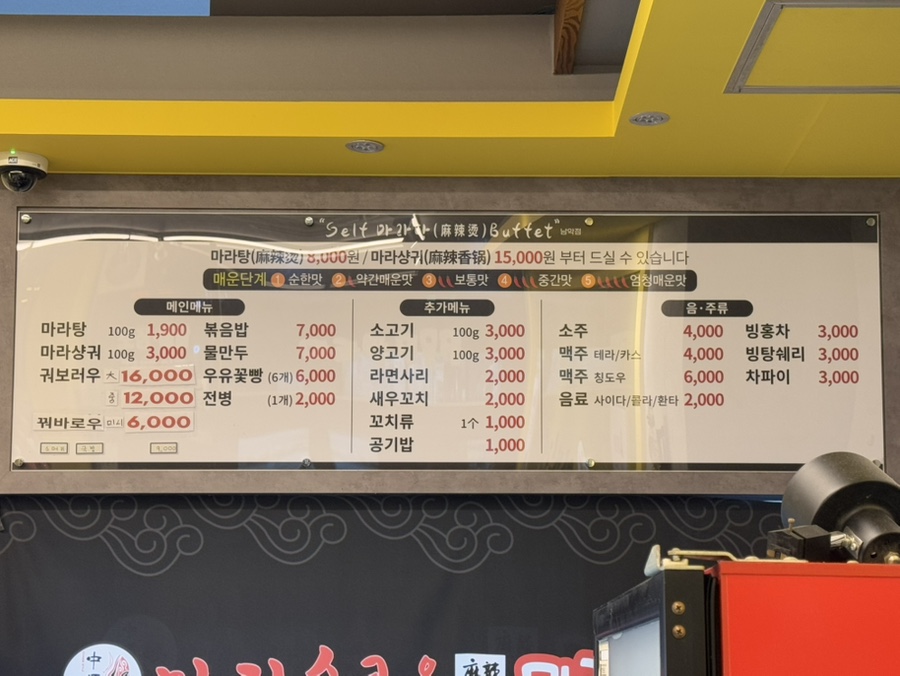 "Self 마라탕(麻辣烫)Buffet" 남악점
마라탕(麻辣烫) 8,000원 / 마라샹궈(麻辣香锅) 15,000원 부터 드실 수 있습니다
매운단계 1 순한맛 2 약간매운맛 3 보통맛 4 중간맛 5 엄청매운맛
메인메뉴
마라탕 100g 1,900
마라샹궈 100g 3,000
궈보러우 大 16,000
중 12,000
꿔바로우 미니 6,000
볶음밥 7,000
물만두 7,000
우유꽃빵 (6개) 6,000
전병 (1개) 2,000
추가메뉴
소고기 100g 3,000
양고기 100g 3,000
라면사리 2,000
새우꼬치 2,000
꼬치류 1개 1,000
공기밥 1,000
음·주류
소주 4,000
맥주 테라/카스 4,000
맥주 칭도우 6,000
음료 사이다/콜라/환타 2,000
빙홍차 3,000
빙탕쉐리 3,000
차파이 3,000
中
麻辣